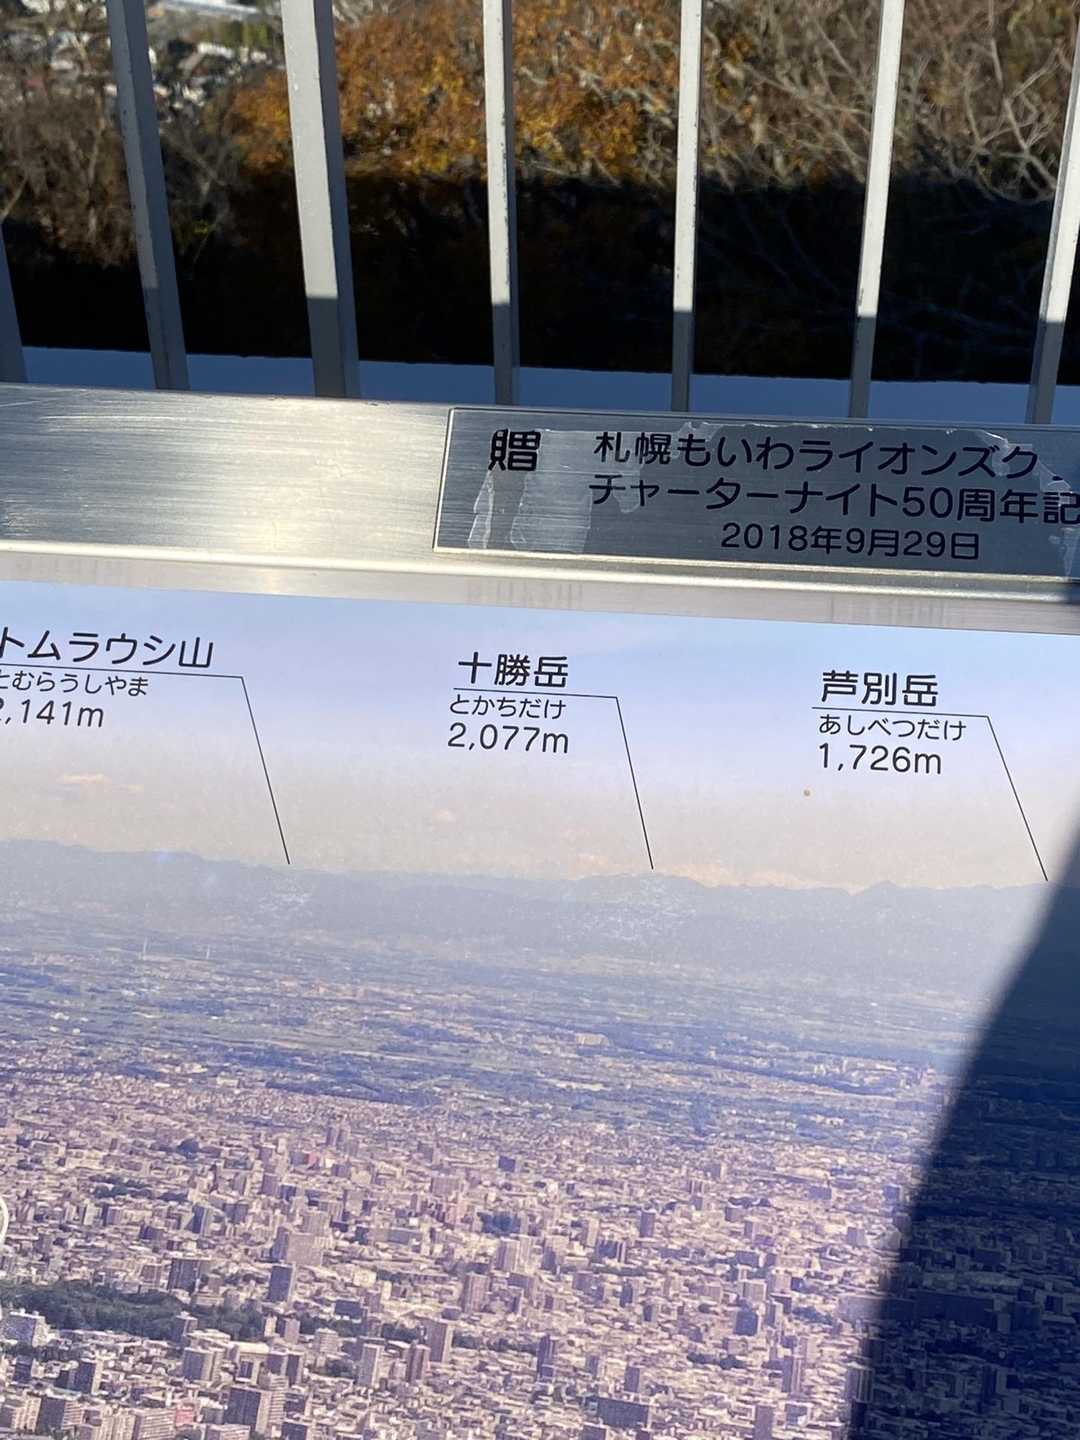 贈 札幌もいわライオンズク
チャーターナイト50周年記
2018年9月29日
トムラウシ山
とむらうしやま
2,141m
十勝岳
とかちだけ
2,077m
芦別岳
あしべつだけ
1,726m